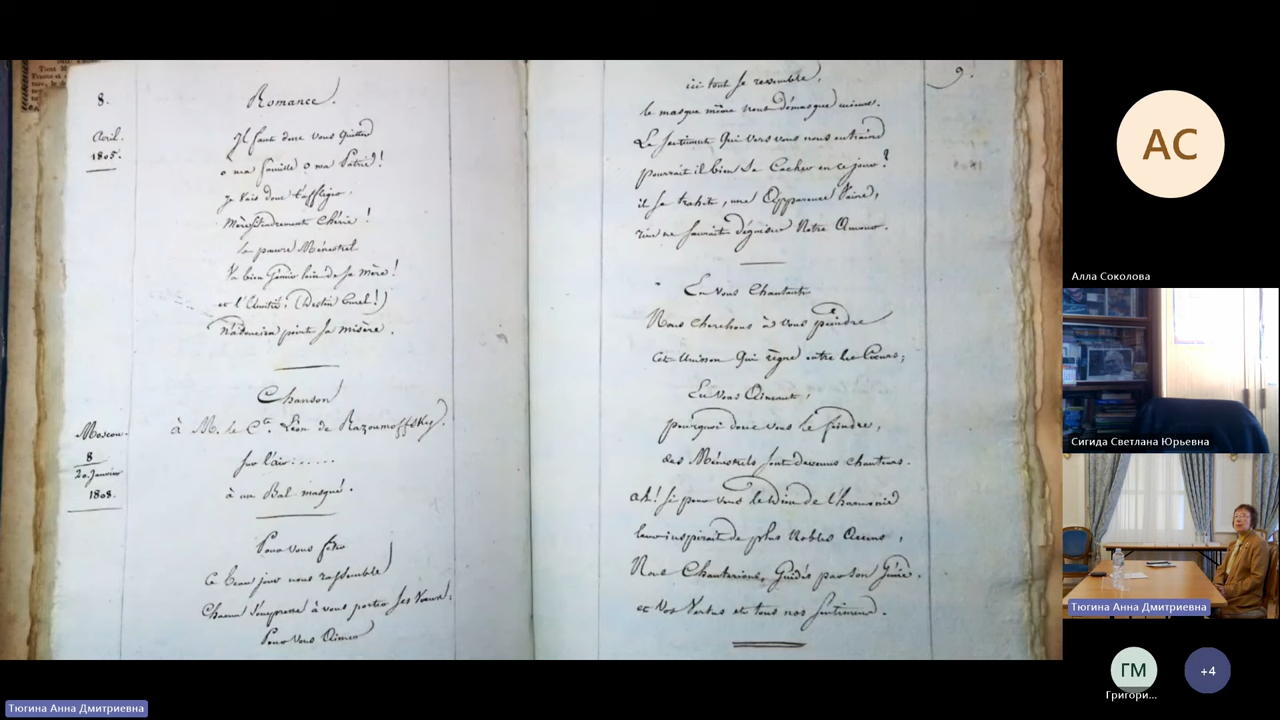 8.
Avril.
1805.
Romance.
Il faut donc vous quitter
o ma famille o ma Patrie!
je vais donc t'affliger,
Mère tendrement Chérie!
le pauvre Ménestrel
Va bien Gémir loin de sa mère!
et l'Amitié, (Destin Cruel!)
n'adoucira point sa misère.
Chanson
à M. le Cte. Léon de Razoumoffsky.
sur l'air......
à un Bal masqué.
Moscou.
8
20. Janvier
1808.
Pour vous fêter
Ce beau jour nous rassemble
Chacun s'empresse à vous porter ses Vœux:
Pour vous Aimer
9.
ici tout se ressemble,
le masque même nous démasque mieux.
Le sentiment Qui vers vous nous entraine
pourrait il bien se Cacher en ce jour?
il se trahit, une Apparence Vaine,
rien ne saurait déguiser Notre Amour.
En Vous Chantant
Nous cherchons à vous peindre
Cet Unisson Qui règne entre les Cœurs;
En Vous Aimant,
pourquoi donc vous le feindre,
des Ménestrels sont devenus chanteurs.
ah! si pour vous le Dieu de l'harmonie
leur inspirait de plus Nobles Accens,
Nous Chanterions, Guidés par son Génie.
et Vos Vertus et tous nos sentimens.
АС
Алла Соколова
Сигида Светлана Юрьевна
Тюгина Анна Дмитриевна
ГМ
Григори...
+4
Тюгина Анна Дмитриевна